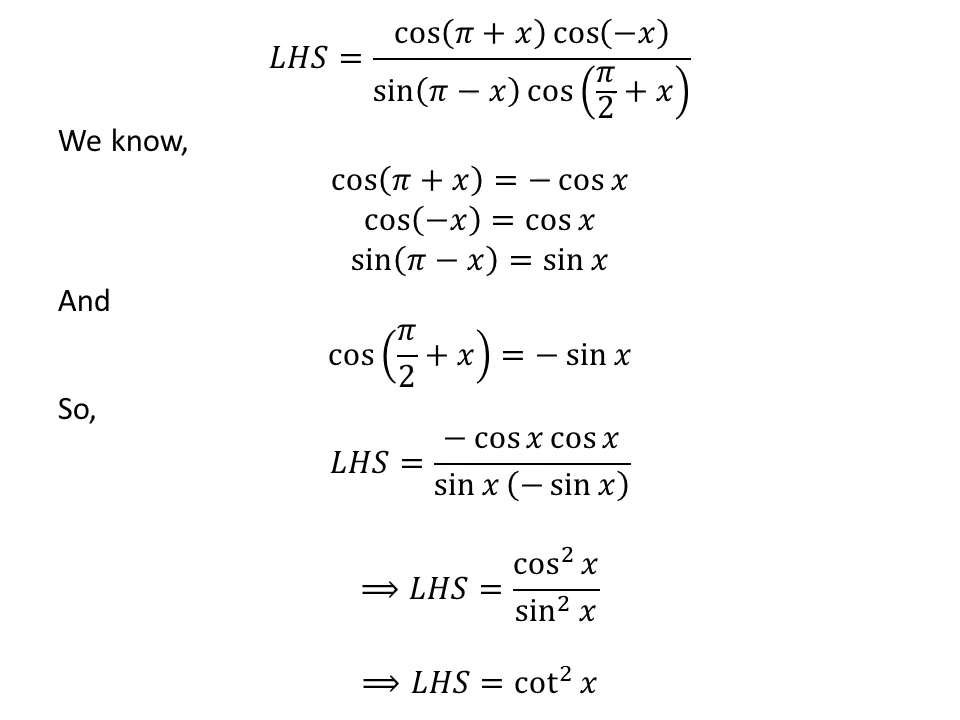 LHS = cos(π + x) cos(−x) / sin(π − x) cos(π/2 + x)
We know,
cos(π + x) = − cos x
cos(−x) = cos x
sin(π − x) = sin x
And
cos(π/2 + x) = − sin x
So,
LHS = − cos x cos x / sin x (− sin x)
⟹ LHS = cos² x / sin² x
⟹ LHS = cot² x